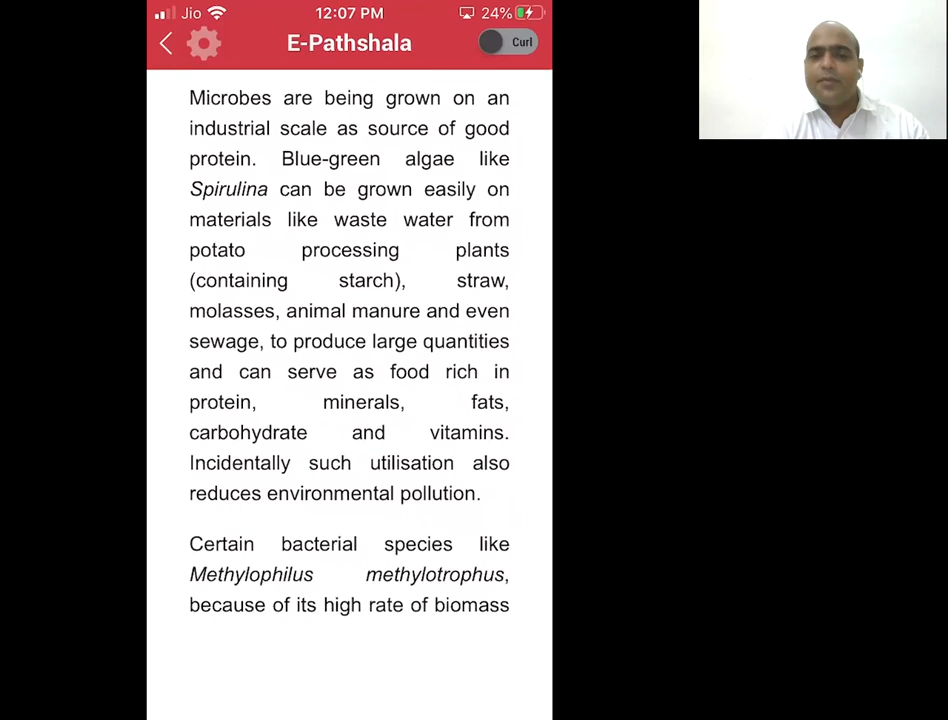 Jio 12:07 PM 24%
E-Pathshala Curl
Microbes are being grown on an
industrial scale as source of good
protein. Blue-green algae like
Spirulina can be grown easily on
materials like waste water from
potato processing plants
(containing starch), straw,
molasses, animal manure and even
sewage, to produce large quantities
and can serve as food rich in
protein, minerals, fats,
carbohydrate and vitamins.
Incidentally such utilisation also
reduces environmental pollution.
Certain bacterial species like
Methylophilus methylotrophus,
because of its high rate of biomass